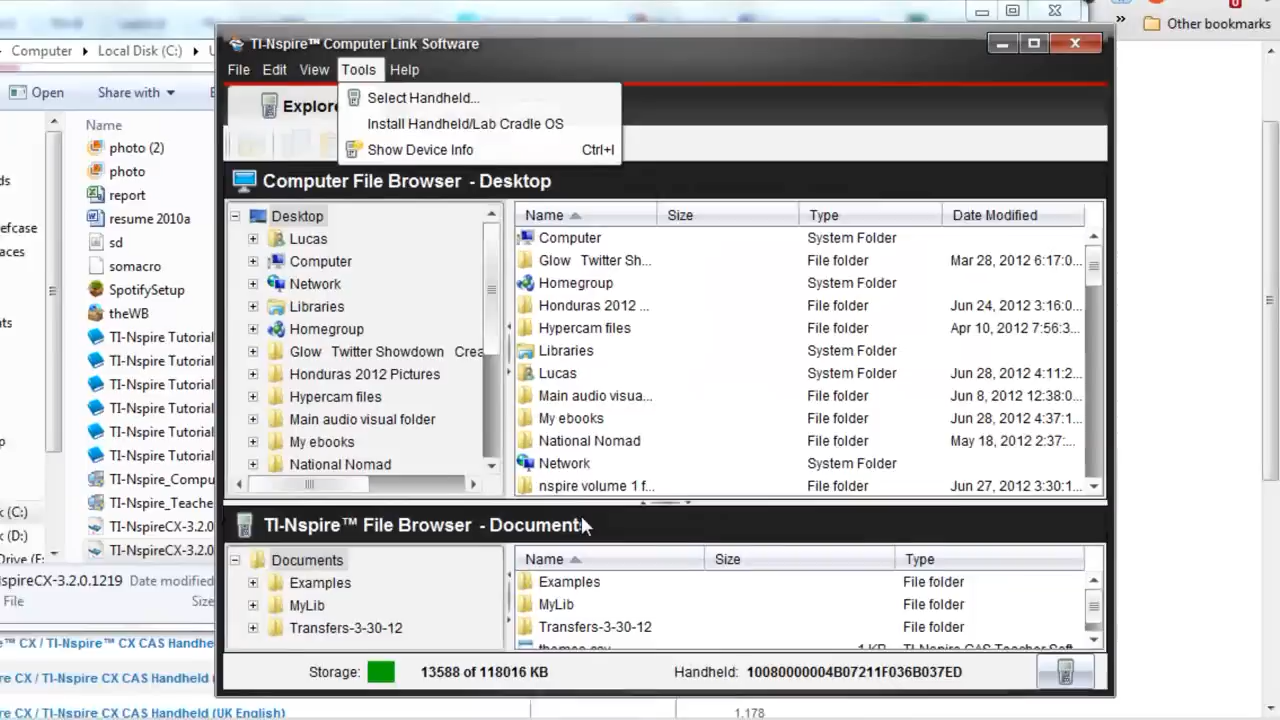 Other bookmarks
Computer
Local Disk (C:)
TI-Nspire™ Computer Link Software
File Edit View Tools Help
Open
Share with
Explore
Select Handheld...
Install Handheld/Lab Cradle OS
Show Device Info Ctrl+I
Computer File Browser - Desktop
Name
photo (2)
photo
report
resume 2010a
sd
somacro
SpotifySetup
theWB
TI-Nspire Tutorial
TI-Nspire Tutorial
TI-Nspire Tutorial
TI-Nspire Tutorial
TI-Nspire Tutorial
TI-Nspire Tutorial
TI-Nspire_Compu
TI-Nspire_Teache
TI-NspireCX-3.2.0
TI-NspireCX-3.2.0
Desktop
Lucas
Computer
Network
Libraries
Homegroup
Glow Twitter Showdown Crea
Honduras 2012 Pictures
Hypercam files
Main audio visual folder
My ebooks
National Nomad
Name Size Type Date Modified
Computer System Folder
Glow Twitter Sh... File folder Mar 28, 2012 6:17:0...
Homegroup System Folder
Honduras 2012 ... File folder Jun 24, 2012 3:16:0...
Hypercam files File folder Apr 10, 2012 7:56:3...
Libraries System Folder
Lucas File folder Jun 28, 2012 4:11:2...
Main audio visua... File folder Jun 8, 2012 12:38:0...
My ebooks File folder Jun 28, 2012 4:37:1...
National Nomad File folder May 18, 2012 2:37:...
Network System Folder
nspire volume 1 f... File folder Jun 27, 2012 3:30:1...
TI-Nspire™ File Browser - Documents
Documents
Examples
MyLib
Transfers-3-30-12
Name Size Type
Examples File folder
MyLib File folder
Transfers-3-30-12 File folder
Storage: 13588 of 118016 KB Handheld: 10080000004B07211F036B037ED
(C:)
(D:)
Drive (F:)
spireCX-3.2.0.1219 Date modified
File Size
e™ CX / TI-Nspire™ CX CAS Handhe
CX / TI-Nspire CX CAS Handheld
CX / TI-Nspire CX CAS Handheld (UK English)
1,178